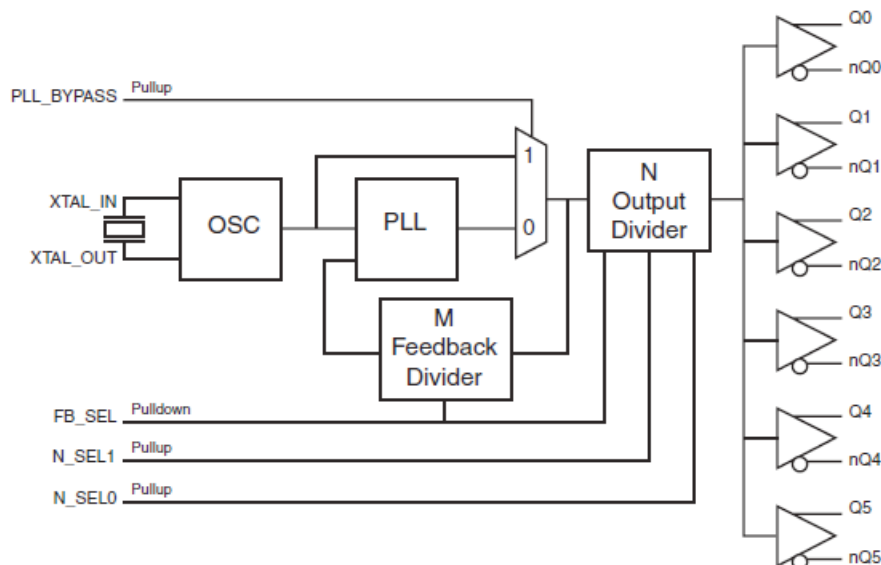 Q0
nQ0
PLL_BYPASS
Pullup
Q1
nQ1
1
0
N
Output
Divider
XTAL_IN
XTAL_OUT
OSC
PLL
Q2
nQ2
M
Feedback
Divider
Q3
nQ3
FB_SEL
Pulldown
N_SEL1
Pullup
N_SEL0
Pullup
Q4
nQ4
Q5
nQ5